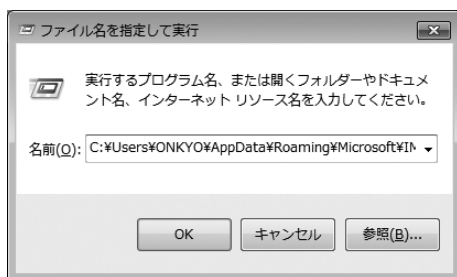 ファイル名を指定して実行
実行するプログラム名、または開くフォルダーやドキュメ
ント名、インターネット リソース名を入力してください。
名前(O): C:¥Users¥ONKYO¥AppData¥Roaming¥Microsoft¥IM
OK キャンセル 参照(B)...